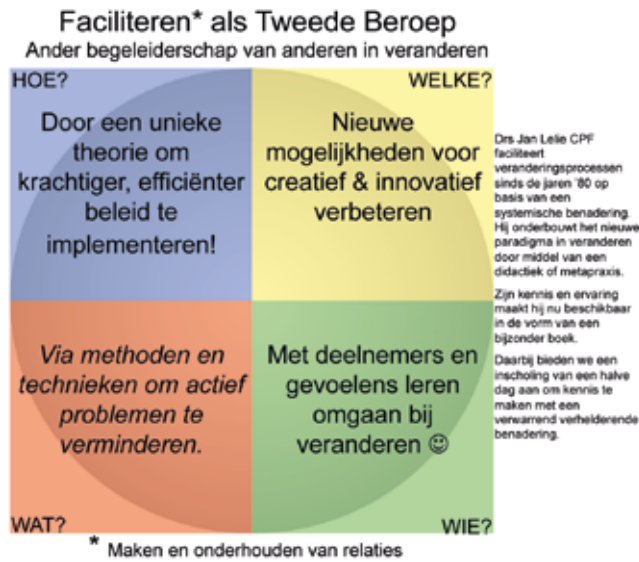 Faciliteren* als Tweede Beroep
Ander begeleiderschap van anderen in veranderen
HOE?
Door een unieke
theorie om
krachtiger, efficiënter
beleid te
implementeren!
WELKE?
Nieuwe
mogelijkheden voor
creatief & innovatief
verbeteren
Via methoden en
technieken om actief
problemen te
verminderen.
WAT?
Met deelnemers en
gevoelens leren
omgaan bij
veranderen ☺
WIE?
* Maken en onderhouden van relaties
Drs Jan Lelie CPF
faciliteert
veranderingsprocessen
sinds de jaren '80 op
basis van een
systemische benadering.
Hij onderbouwt het nieuwe
paradigma in veranderen
door middel van een
didactiek of metapraxis.
Zijn kennis en ervaring
maakt hij nu beschikbaar
in de vorm van een
bijzonder boek.
Daarbij bieden we een
inscholing van een halve
dag aan om kennis te
maken met een
verwarrend verhelderende
benadering.